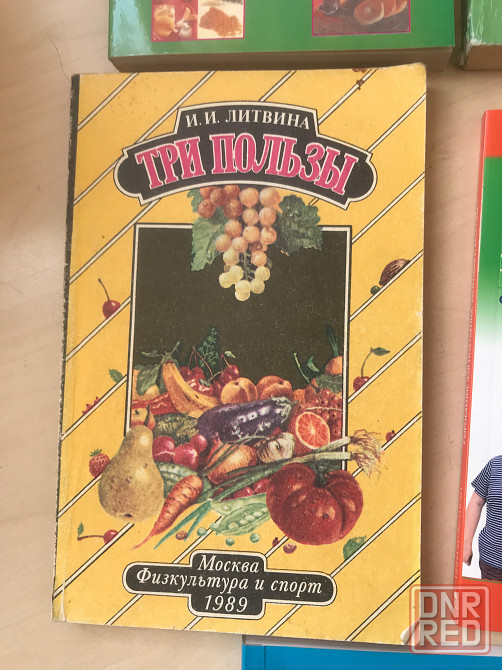 И. И. ЛИТВИНА
ТРИ ПОЛЬЗЫ
Москва
Физкультура и спорт
1989
DNR
RED